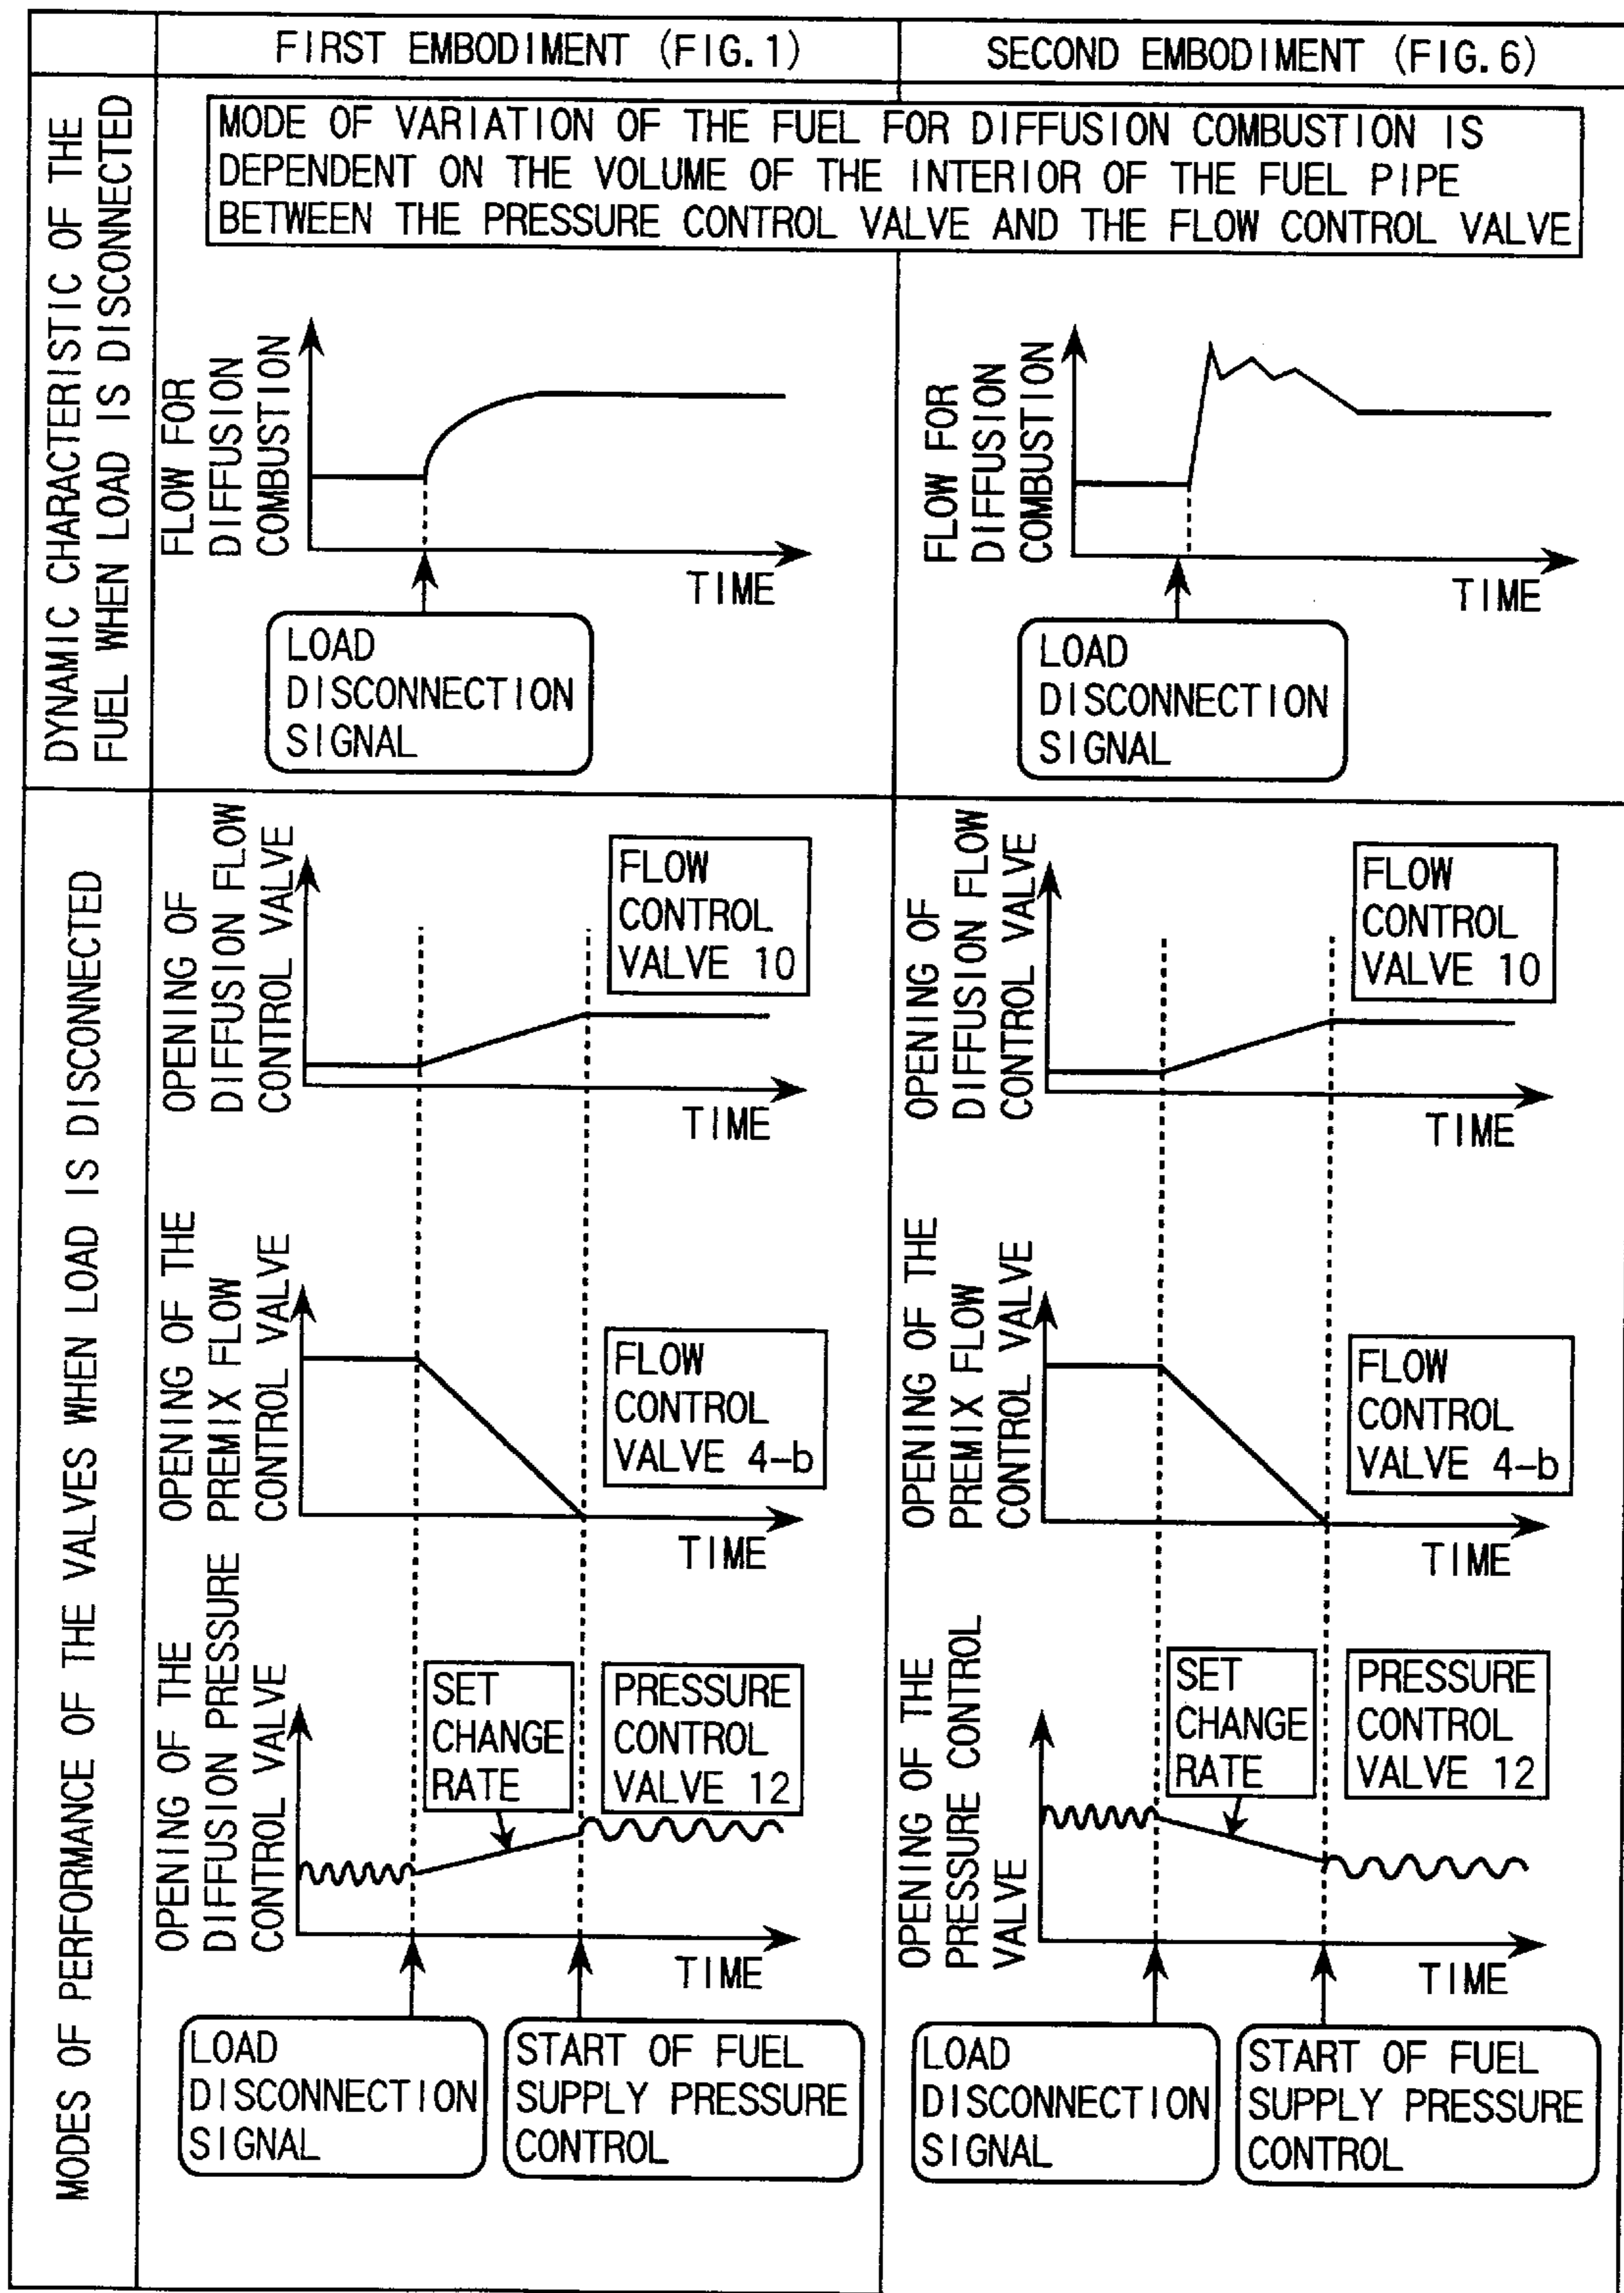 FIRST EMBODIMENT (FIG.1)
SECOND EMBODIMENT (FIG.6)
DYNAMIC CHARACTERISTIC OF THE
FUEL WHEN LOAD IS DISCONNECTED
MODE OF VARIATION OF THE FUEL FOR DIFFUSION COMBUSTION IS
DEPENDENT ON THE VOLUME OF THE INTERIOR OF THE FUEL PIPE
BETWEEN THE PRESSURE CONTROL VALVE AND THE FLOW CONTROL VALVE
FLOW FOR
DIFFUSION
COMBUSTION
TIME
LOAD
DISCONNECTION
SIGNAL
FLOW FOR
DIFFUSION
COMBUSTION
TIME
LOAD
DISCONNECTION
SIGNAL
MODES OF PERFORMANCE OF THE VALVES WHEN LOAD IS DISCONNECTED
OPENING OF
DIFFUSION FLOW
CONTROL VALVE
FLOW
CONTROL
VALVE 10
TIME
OPENING OF THE
PREMIX FLOW
CONTROL VALVE
FLOW
CONTROL
VALVE 4-b
TIME
OPENING OF THE
DIFFUSION PRESSURE
CONTROL VALVE
SET
CHANGE
RATE
PRESSURE
CONTROL
VALVE 12
TIME
LOAD
DISCONNECTION
SIGNAL
START OF FUEL
SUPPLY PRESSURE
CONTROL
OPENING OF
DIFFUSION FLOW
CONTROL VALVE
FLOW
CONTROL
VALVE 10
TIME
OPENING OF THE
PREMIX FLOW
CONTROL VALVE
FLOW
CONTROL
VALVE 4-b
TIME
OPENING OF THE
PRESSURE CONTROL
VALVE
SET
CHANGE
RATE
PRESSURE
CONTROL
VALVE 12
TIME
LOAD
DISCONNECTION
SIGNAL
START OF FUEL
SUPPLY PRESSURE
CONTROL